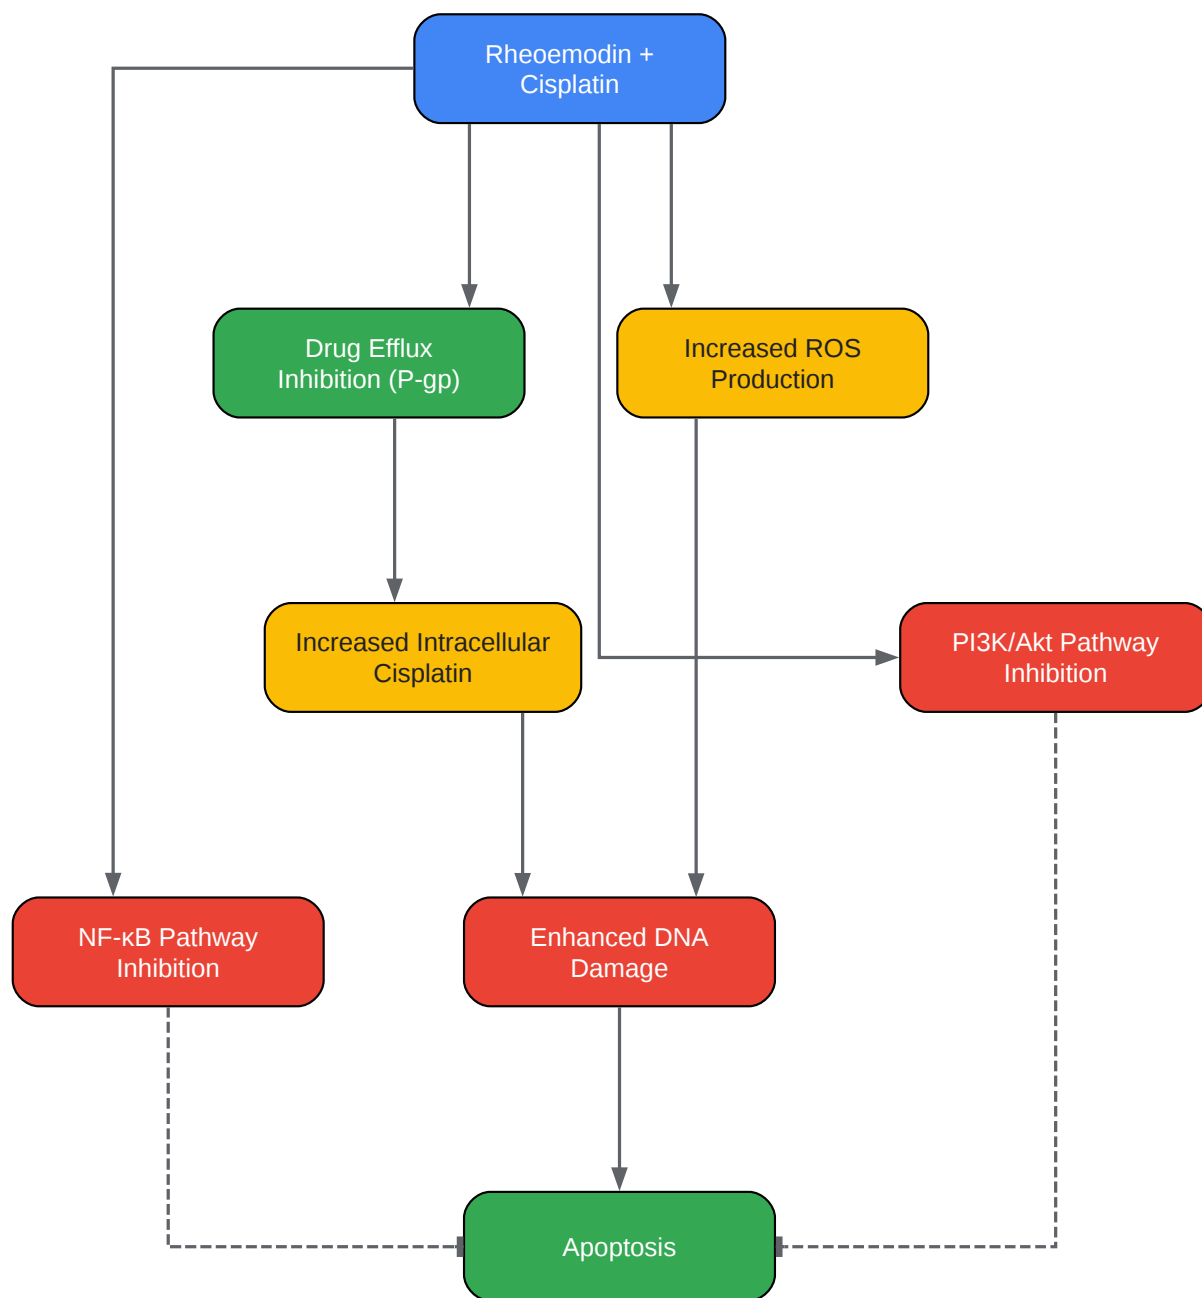 Rheoemodin +
Cisplatin
Drug Efflux
Inhibition (P-gp)
Increased ROS
Production
Increased Intracellular
Cisplatin
PI3K/Akt Pathway
Inhibition
NF-κB Pathway
Inhibition
Enhanced DNA
Damage
Apoptosis